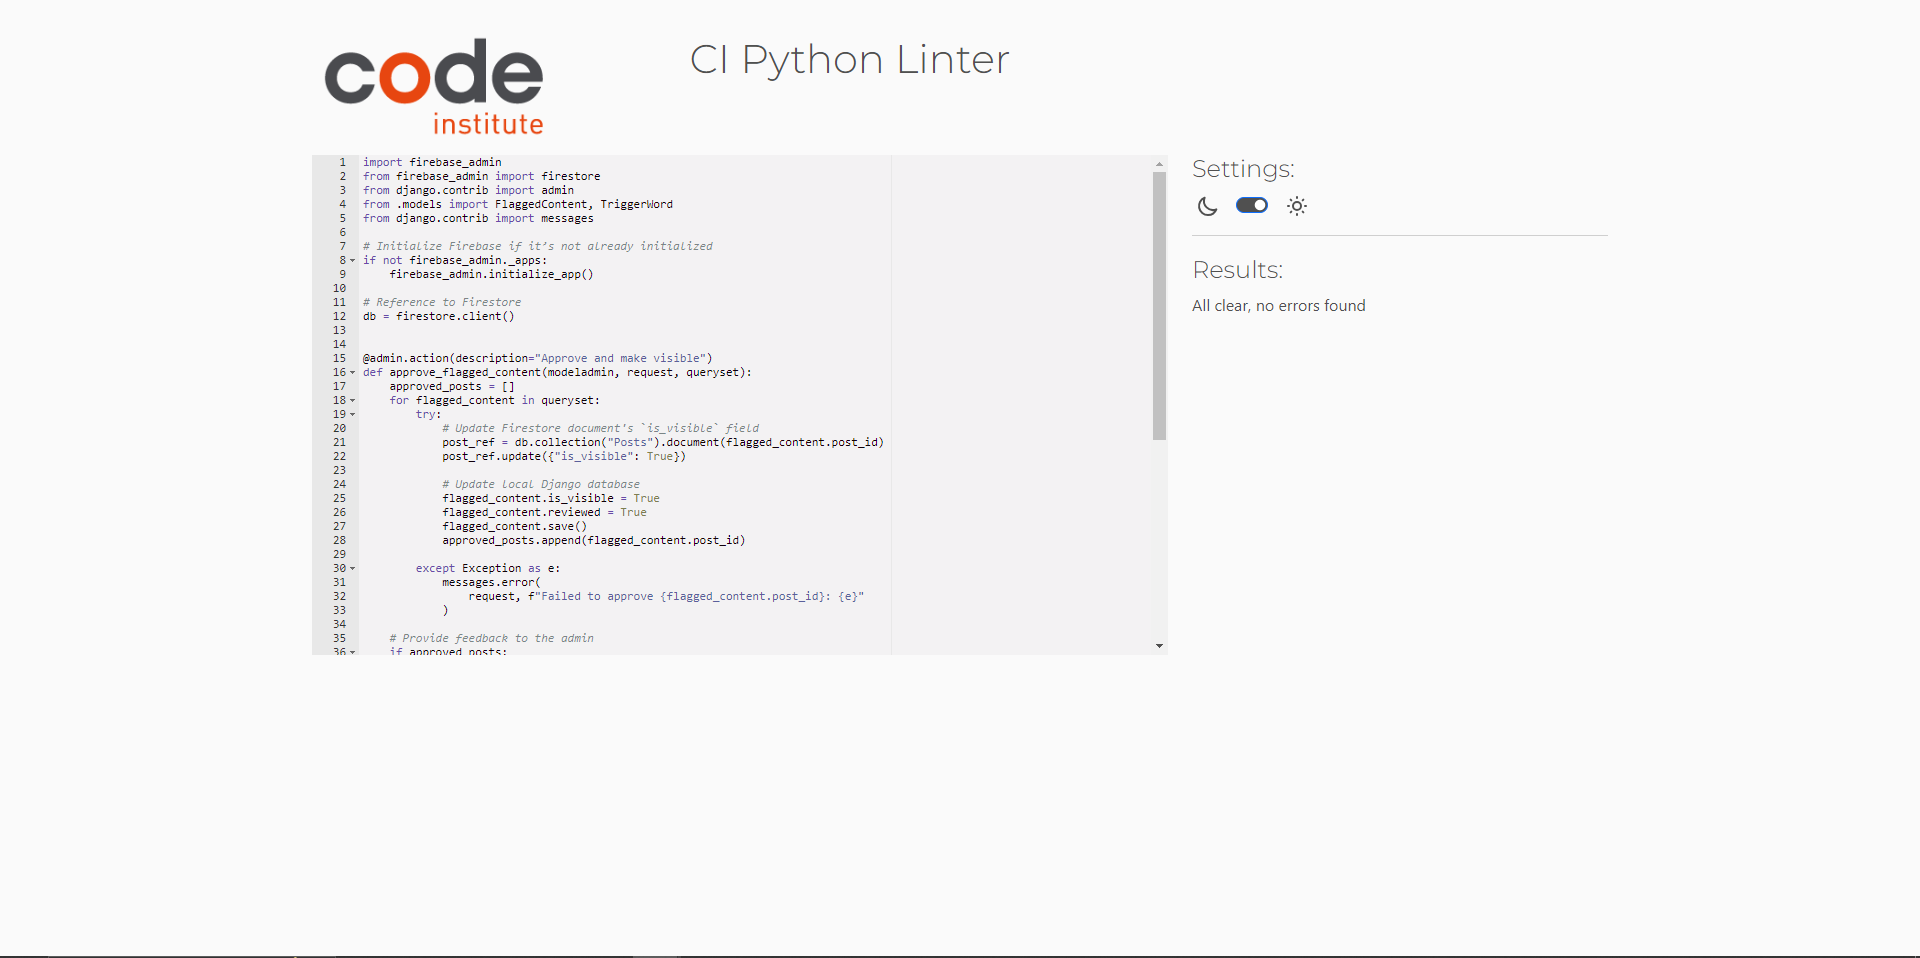 code
institute
CI Python Linter
1 import firebase_admin
2 from firebase_admin import firestore
3 from django.contrib import admin
4 from .models import FlaggedContent, TriggerWord
5 from django.contrib import messages
6
7 # Initialize Firebase if it's not already initialized
8 if not firebase_admin._apps:
9     firebase_admin.initialize_app()
10
11 # Reference to Firestore
12 db = firestore.client()
13
14
15 @admin.action(description="Approve and make visible")
16 def approve_flagged_content(modeladmin, request, queryset):
17     approved_posts = []
18     for flagged_content in queryset:
19         try:
20             # Update Firestore document's `is_visible` field
21             post_ref = db.collection("Posts").document(flagged_content.post_id)
22             post_ref.update({"is_visible": True})
23
24             # Update local Django database
25             flagged_content.is_visible = True
26             flagged_content.reviewed = True
27             flagged_content.save()
28             approved_posts.append(flagged_content.post_id)
29
30         except Exception as e:
31             messages.error(
32                 request, f"Failed to approve {flagged_content.post_id}: {e}"
33             )
34
35     # Provide feedback to the admin
36     if approved_posts:
Settings:
Results:
All clear, no errors found